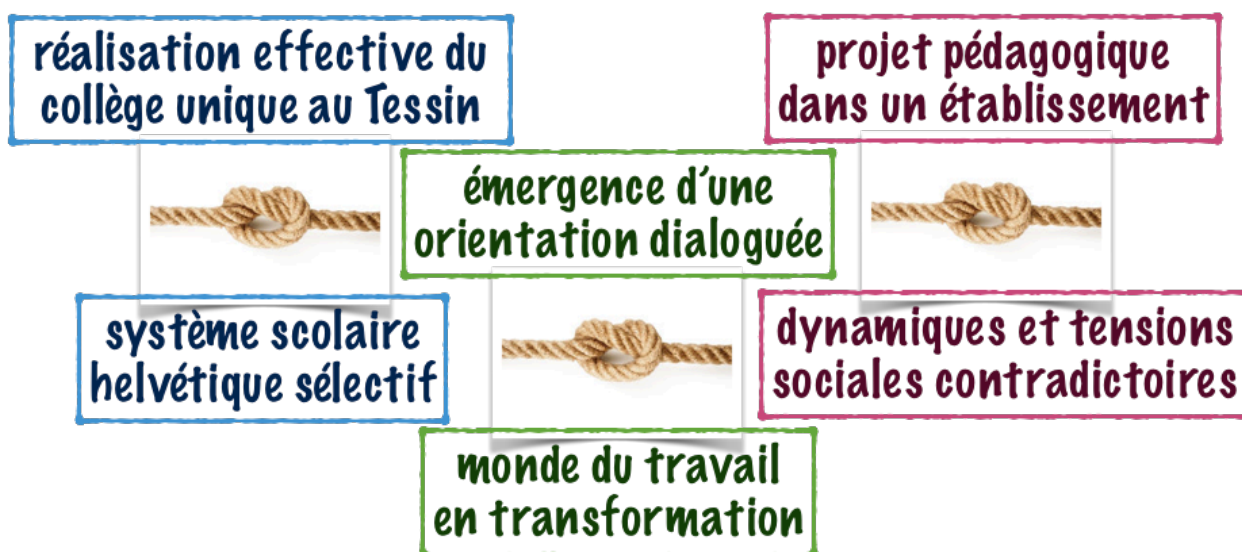 réalisation effective du
collège unique au Tessin
système scolaire
helvétique sélectif
émergence d'une
orientation dialoguée
monde du travail
en transformation
projet pédagogique
dans un établissement
dynamiques et tensions
sociales contradictoires